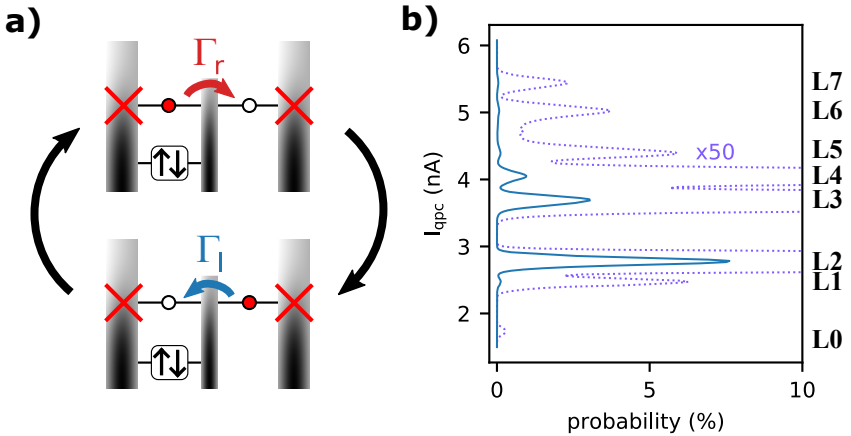 a)
Γr
↑↓
Γl
↑↓
b)
6
5
4
3
2
Iqpc (nA)
x50
0
5
10
probability (%)
L7
L6
L5
L4
L3
L2
L1
L0